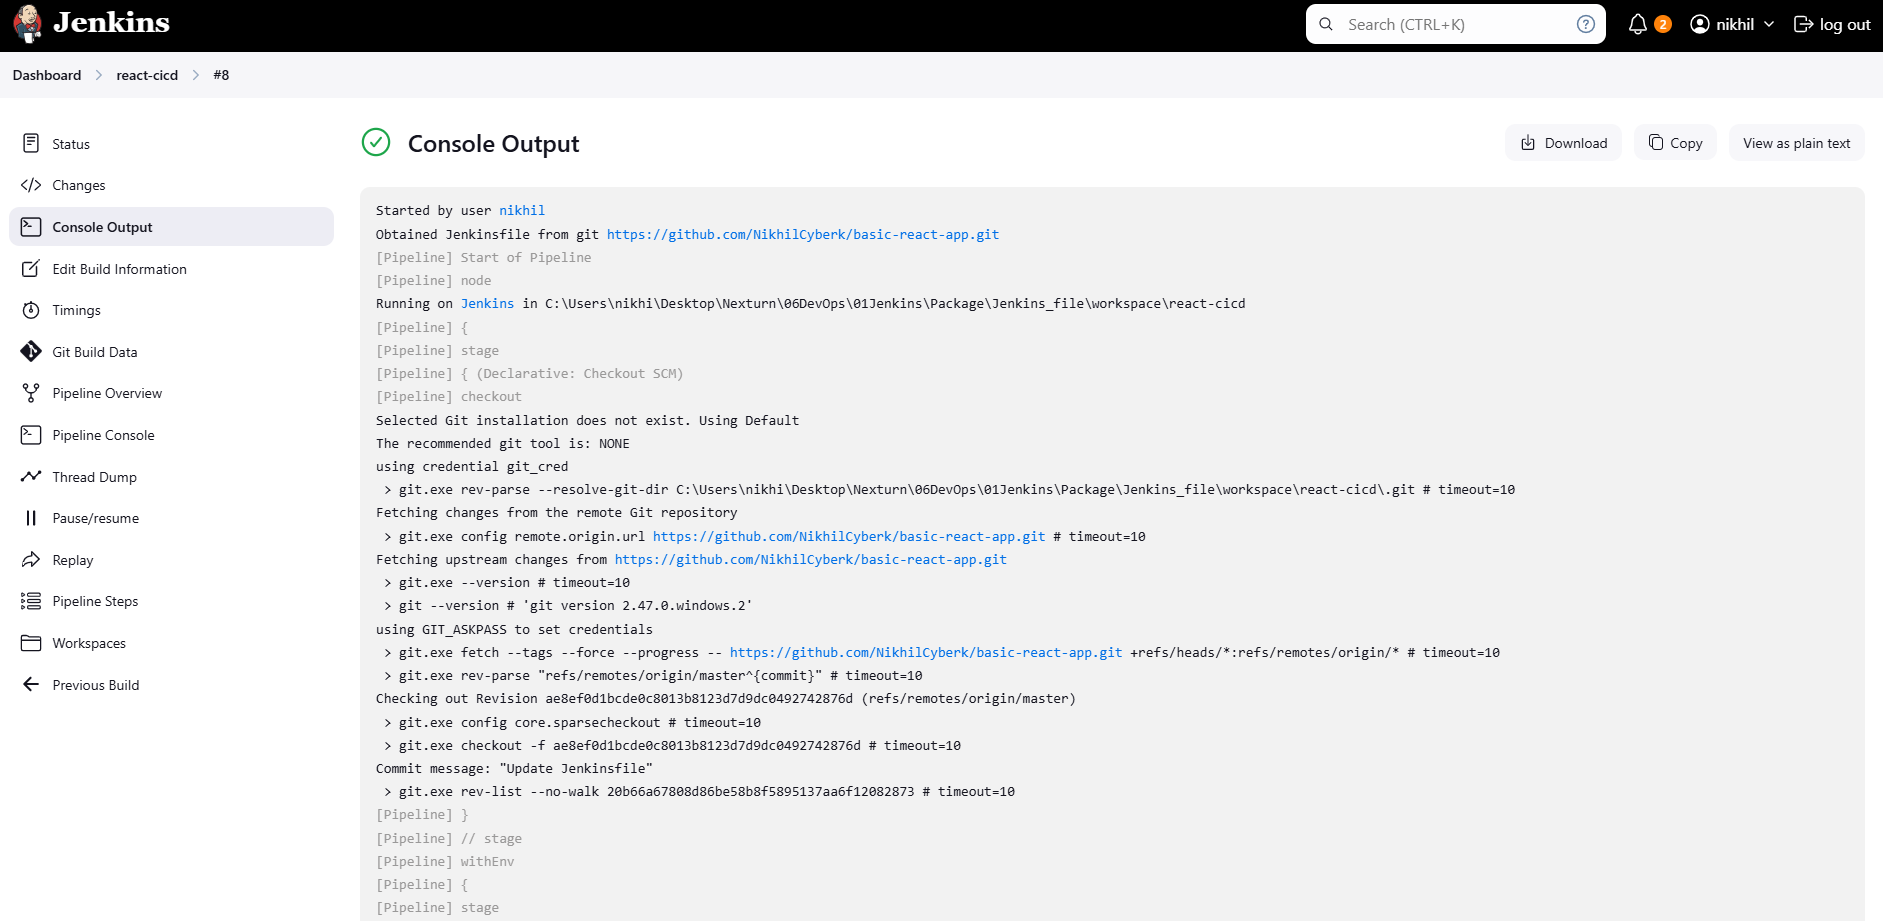 Jenkins
Search (CTRL+K)
2
nikhil
log out
Dashboard
react-cicd
#8
Status
Changes
Console Output
Edit Build Information
Timings
Git Build Data
Pipeline Overview
Pipeline Console
Thread Dump
Pause/resume
Replay
Pipeline Steps
Workspaces
Previous Build
Console Output
Download
Copy
View as plain text
Started by user nikhil
Obtained Jenkinsfile from git https://github.com/NikhilCyberk/basic-react-app.git
[Pipeline] Start of Pipeline
[Pipeline] node
Running on Jenkins in C:\Users\nikhi\Desktop\Nexturn\06DevOps\01Jenkins\Package\Jenkins_file\workspace\react-cicd
[Pipeline] {
[Pipeline] stage
[Pipeline] { (Declarative: Checkout SCM)
[Pipeline] checkout
Selected Git installation does not exist. Using Default
The recommended git tool is: NONE
using credential git_cred
 > git.exe rev-parse --resolve-git-dir C:\Users\nikhi\Desktop\Nexturn\06DevOps\01Jenkins\Package\Jenkins_file\workspace\react-cicd\.git # timeout=10
Fetching changes from the remote Git repository
 > git.exe config remote.origin.url https://github.com/NikhilCyberk/basic-react-app.git # timeout=10
Fetching upstream changes from https://github.com/NikhilCyberk/basic-react-app.git
 > git.exe --version # timeout=10
 > git --version # 'git version 2.47.0.windows.2'
using GIT_ASKPASS to set credentials
 > git.exe fetch --tags --force --progress -- https://github.com/NikhilCyberk/basic-react-app.git +refs/heads/*:refs/remotes/origin/* # timeout=10
 > git.exe rev-parse "refs/remotes/origin/master^{commit}" # timeout=10
Checking out Revision ae8ef0d1bcde0c8013b8123d7d9dc0492742876d (refs/remotes/origin/master)
 > git.exe config core.sparsecheckout # timeout=10
 > git.exe checkout -f ae8ef0d1bcde0c8013b8123d7d9dc0492742876d # timeout=10
Commit message: "Update Jenkinsfile"
 > git.exe rev-list --no-walk 20b66a67808d86be58b8f5895137aa6f12082873 # timeout=10
[Pipeline] }
[Pipeline] // stage
[Pipeline] withEnv
[Pipeline] {
[Pipeline] stage